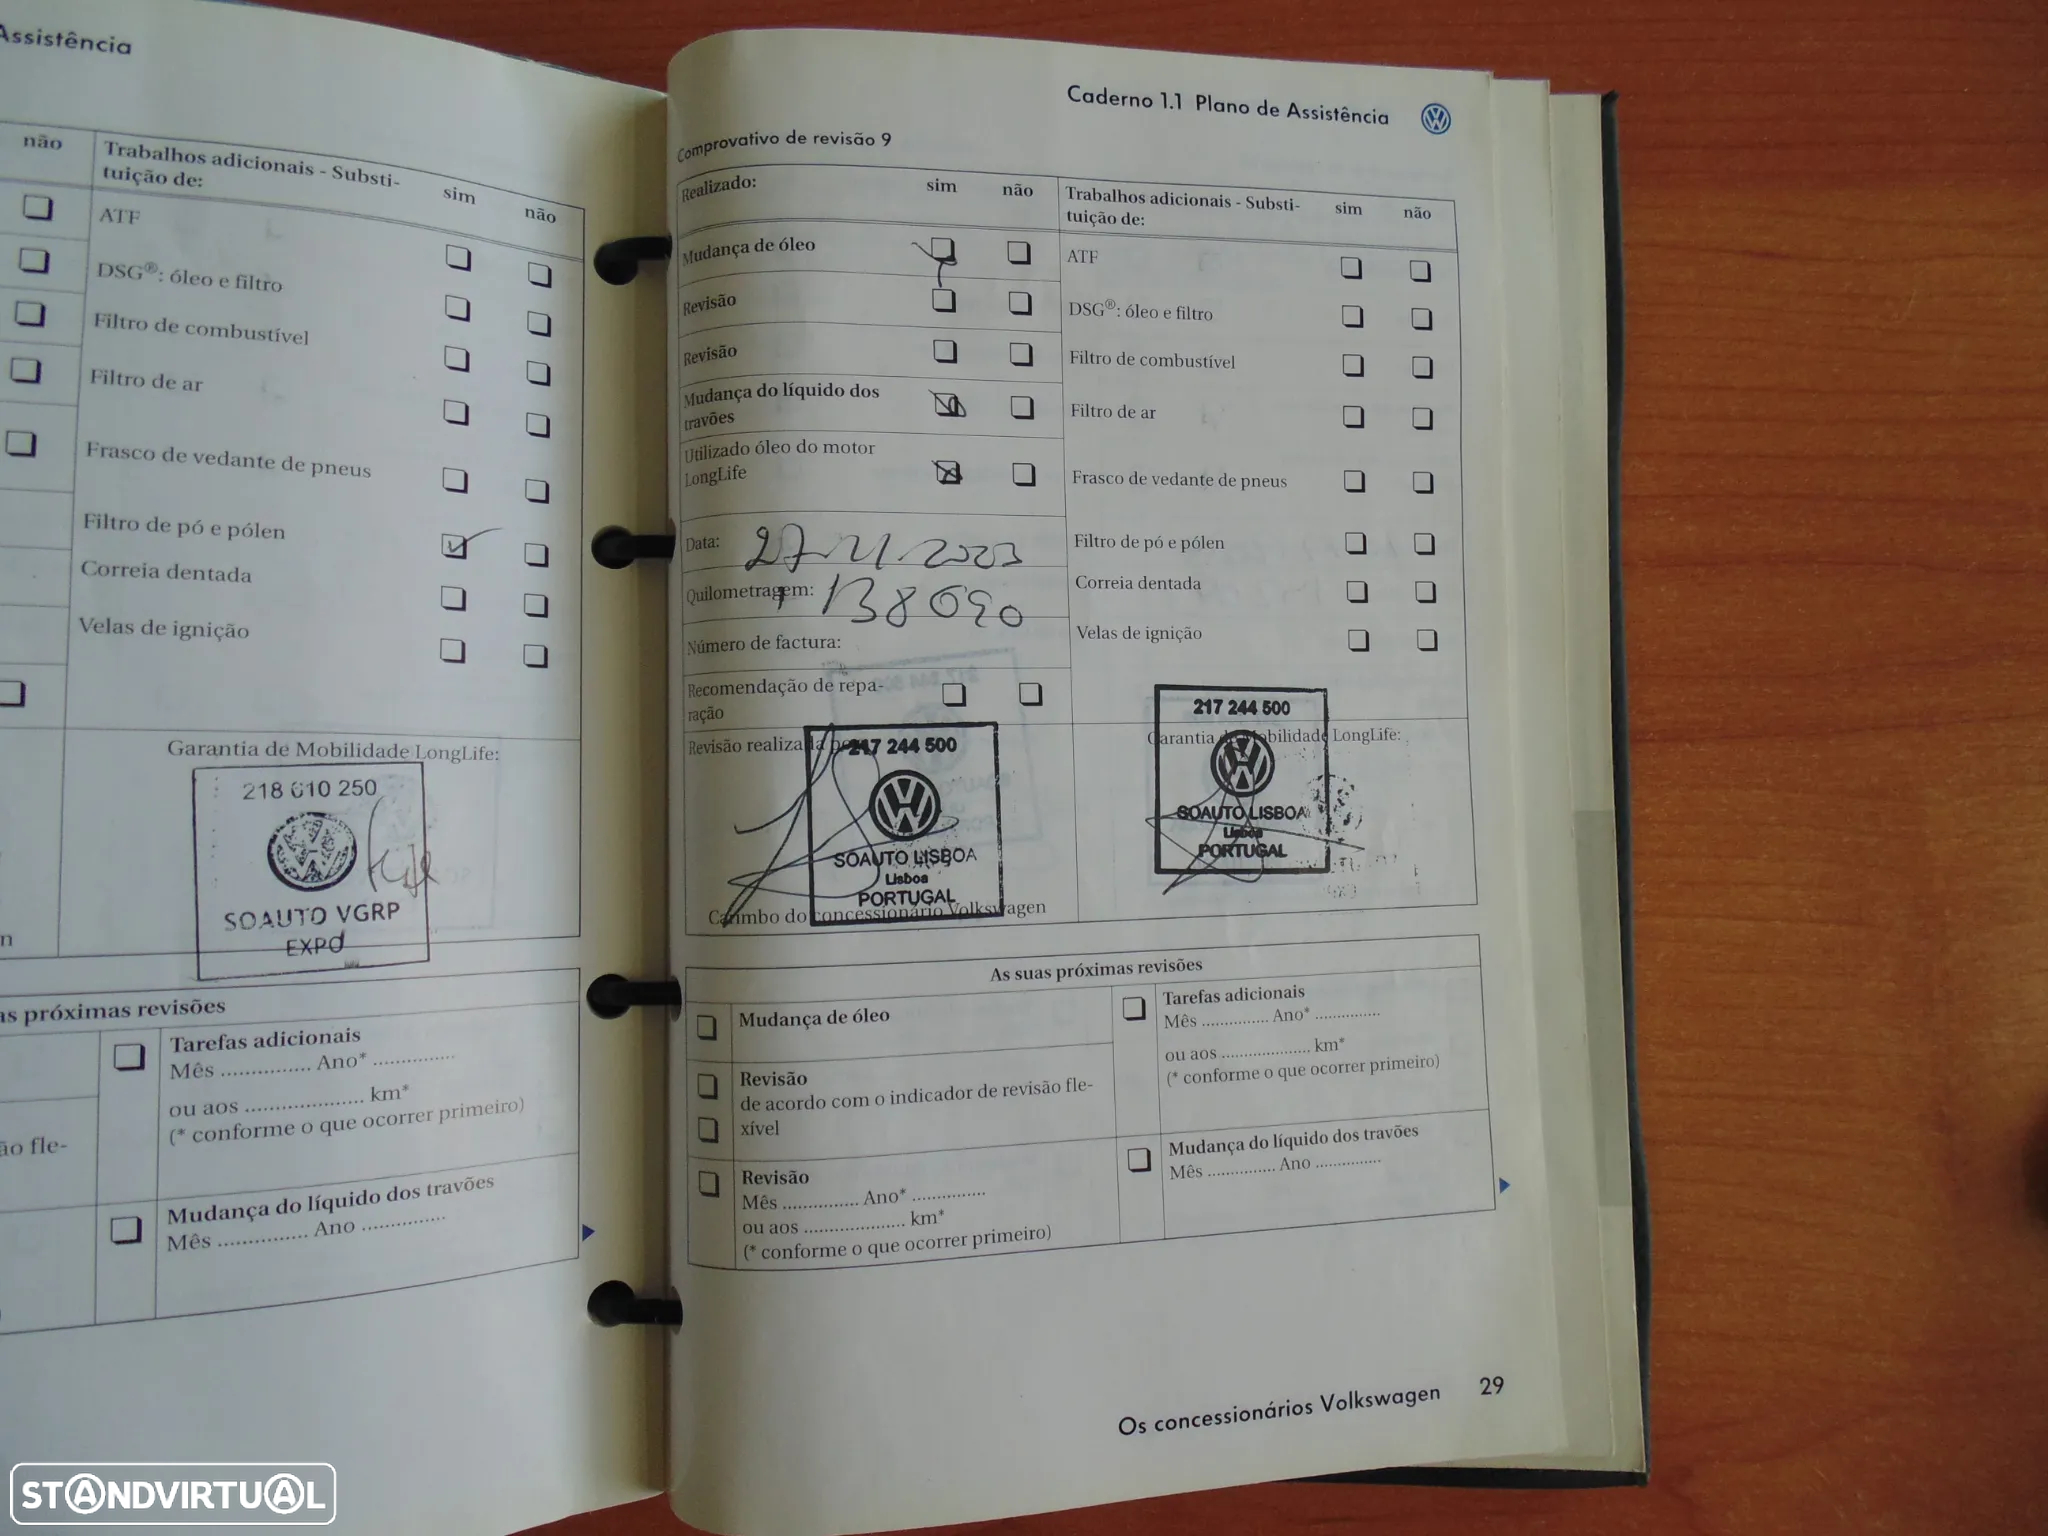 Assistência
não
Trabalhos adicionais - Substi-
tuição de:
sim
não
ATF
DSG®: óleo e filtro
Filtro de combustível
Filtro de ar
Frasco de vedante de pneus
Filtro de pó e pólen
Correia dentada
Velas de ignição
Garantia de Mobilidade LongLife:
218 610 250
SOAUTO VGRP
EXPO
as próximas revisões
Tarefas adicionais
Mês ............... Ano* ..............
ou aos ..................... km*
(* conforme o que ocorrer primeiro)
ão fle-
Mudança do líquido dos travões
Mês ............... Ano ..............
Caderno 1.1 Plano de Assistência
Comprovativo de revisão 9
Realizado:
sim
não
Mudança de óleo
Revisão
Revisão
Mudança do líquido dos
travões
Utilizado óleo do motor
LongLife
Data:
Quilometragem: 138090
Número de factura:
Recomendação de repa-
ração
Revisão realizada por:
217 244 500
SOAUTO LISBOA
Lisboa
PORTUGAL
Carimbo do concessionário Volkswagen
Trabalhos adicionais - Substi-
tuição de:
sim
não
ATF
DSG®: óleo e filtro
Filtro de combustível
Filtro de ar
Frasco de vedante de pneus
Filtro de pó e pólen
Correia dentada
Velas de ignição
217 244 500
Garantia de Mobilidade LongLife:
SOAUTO LISBOA
Lisboa
PORTUGAL
As suas próximas revisões
Mudança de óleo
Revisão
de acordo com o indicador de revisão fle-
xível
Revisão
Mês ............... Ano* ...............
ou aos .................... km*
(* conforme o que ocorrer primeiro)
Tarefas adicionais
Mês ............... Ano* ...............
ou aos .................... km*
(* conforme o que ocorrer primeiro)
Mudança do líquido dos travões
Mês ............... Ano ...............
Os concessionários Volkswagen 29
STANDVIRTUAL